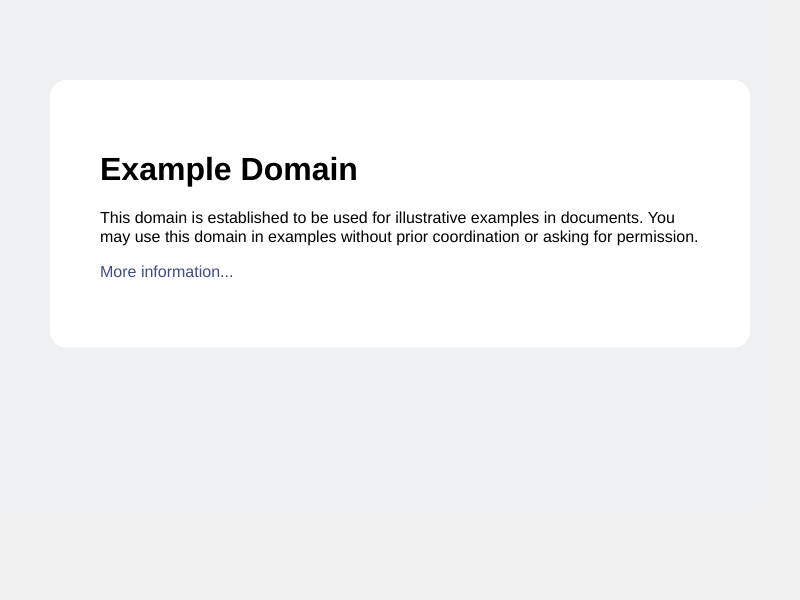 Example Domain
This domain is established to be used for illustrative examples in documents. You
may use this domain in examples without prior coordination or asking for permission.
More information...